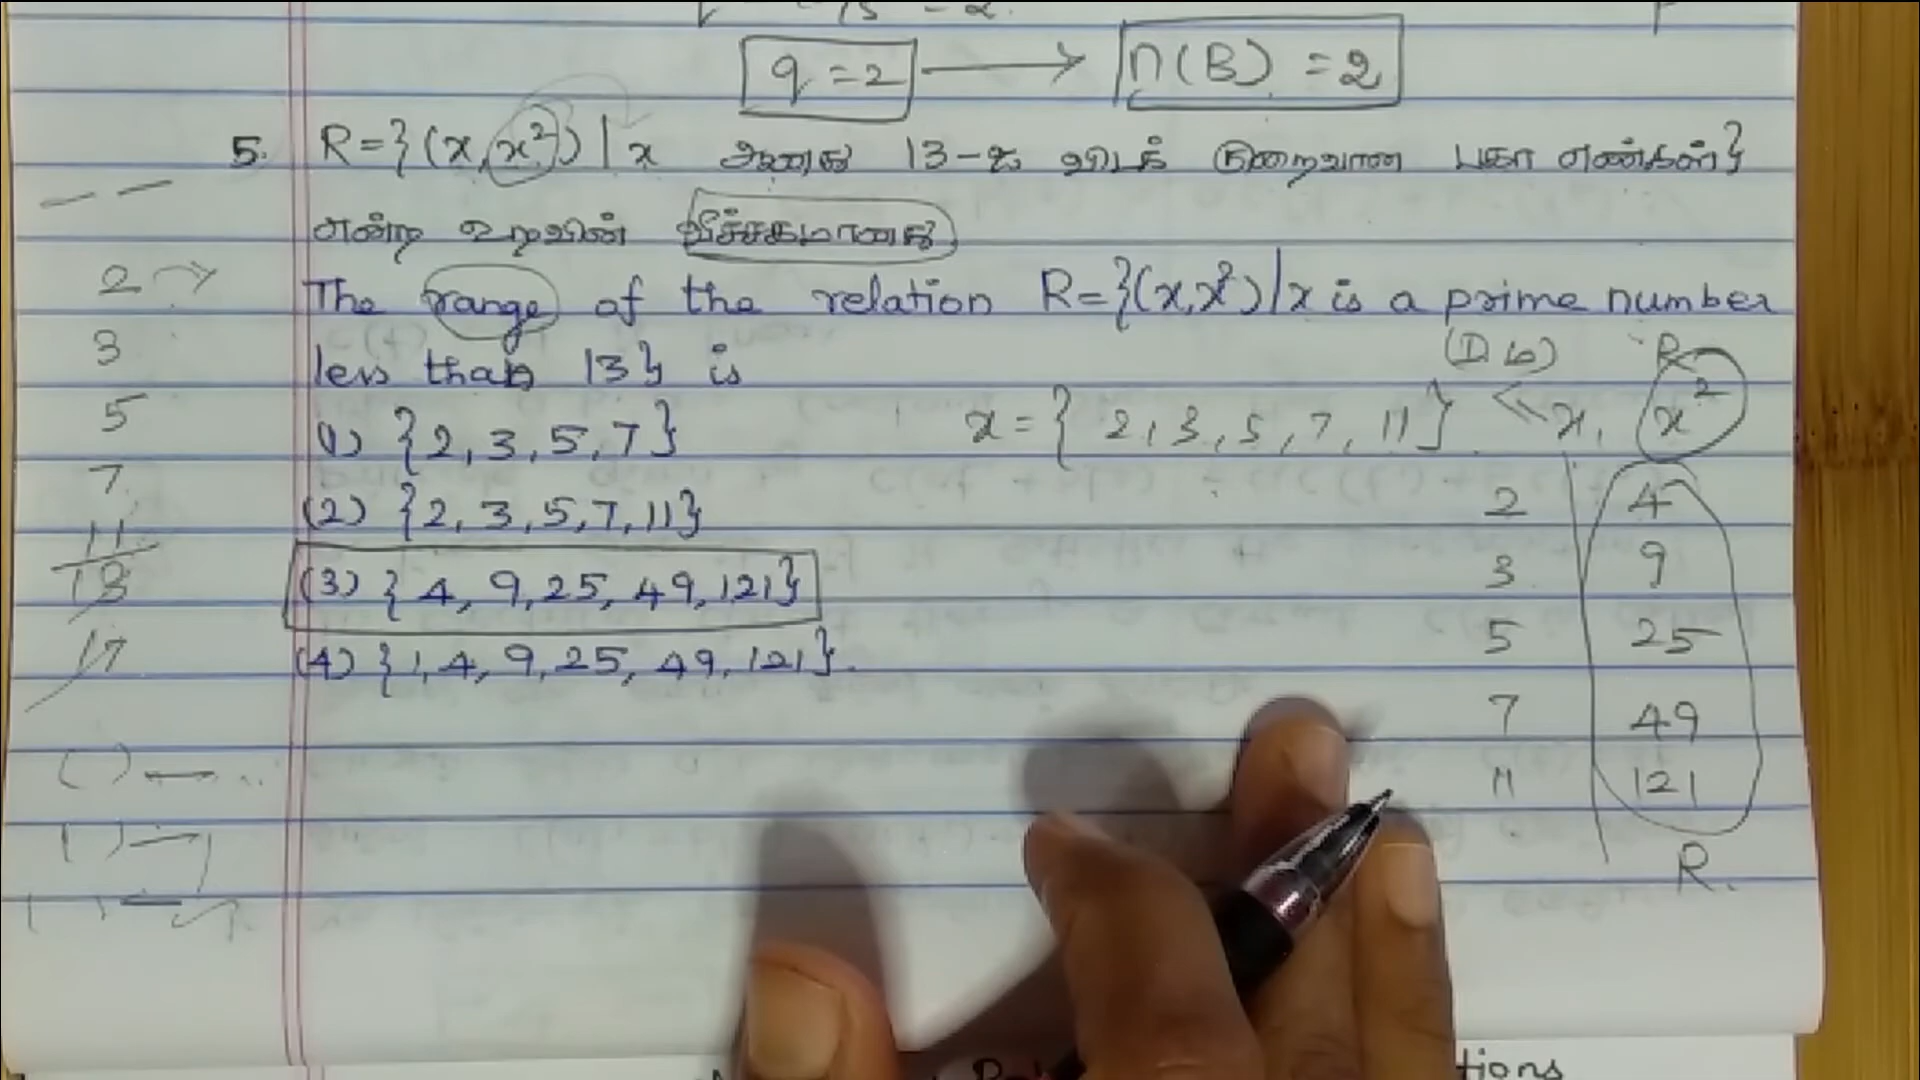 q = 2 → n(B) = 2
5. R = {(x, x²) | x ஆனது 13-ஐ விடக் குறைவான பகா எண்கள்}
என்ற உறவின் வீச்சகமானது
The range of the relation R = {(x, x²) | x is a prime number
less than 13} is
(1) {2, 3, 5, 7}
(2) {2, 3, 5, 7, 11}
(3) {4, 9, 25, 49, 121}
(4) {1, 4, 9, 25, 49, 121}.
2
3
5
7
11
13
17
x = { 2, 3, 5, 7, 11 }
R
x, x²
2 4
3 9
5 25
7 49
11 121
R.
tions